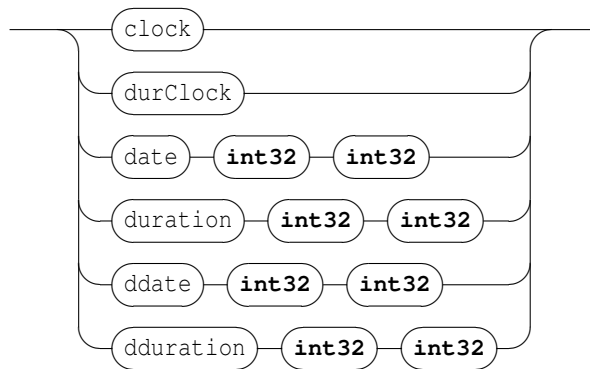 clock
durClock
date int32 int32
duration int32 int32
ddate int32 int32
dduration int32 int32